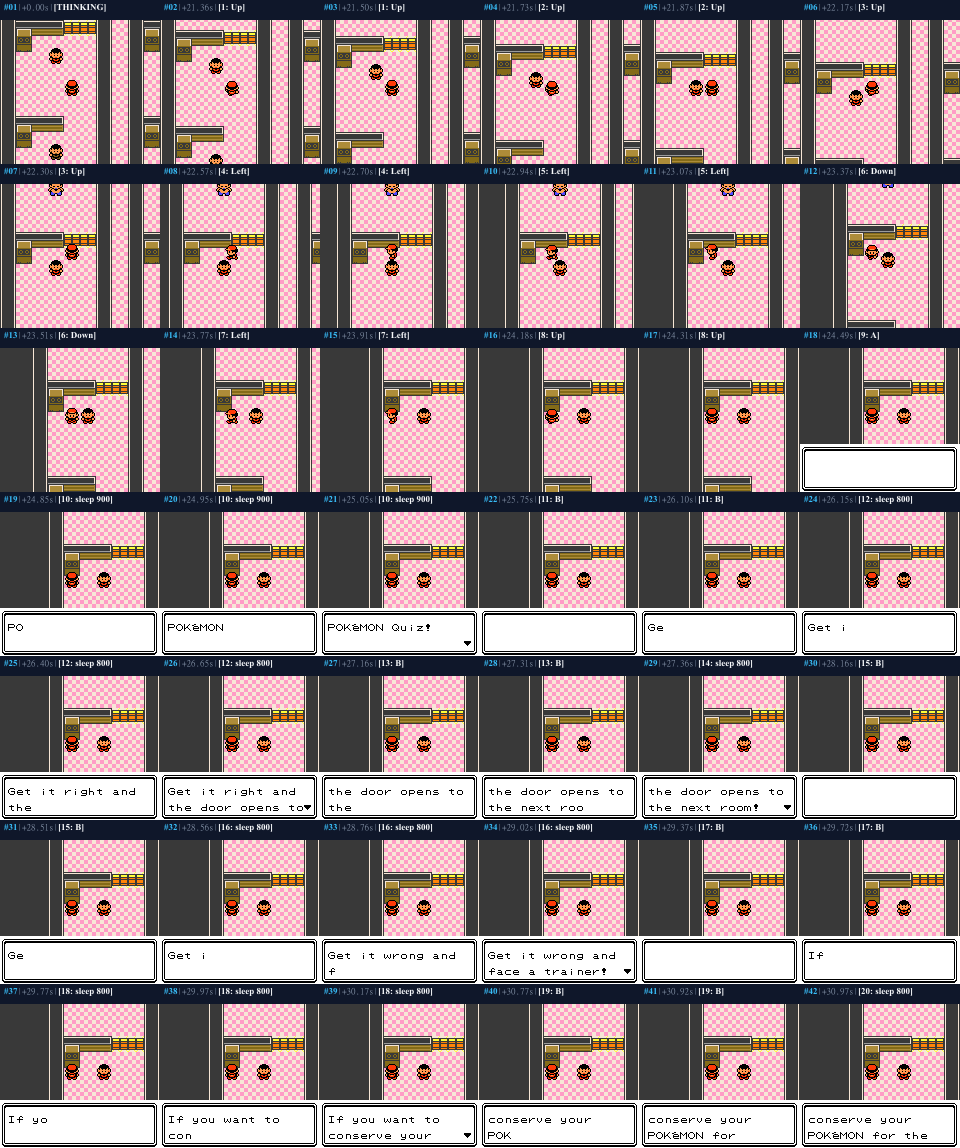 #01|+0.00s|[THINKING]
#02|+21.36s|[1: Up]
#03|+21.50s|[1: Up]
#04|+21.73s|[2: Up]
#05|+21.87s|[2: Up]
#06|+22.17s|[3: Up]
#07|+22.30s|[3: Up]
#08|+22.57s|[4: Left]
#09|+22.70s|[4: Left]
#10|+22.94s|[5: Left]
#11|+23.07s|[5: Left]
#12|+23.37s|[6: Down]
#13|+23.51s|[6: Down]
#14|+23.77s|[7: Left]
#15|+23.91s|[7: Left]
#16|+24.18s|[8: Up]
#17|+24.31s|[8: Up]
#18|+24.49s|[9: A]
#19|+24.85s|[10: sleep 900]
PO
#20|+24.95s|[10: sleep 900]
POKéMON
#21|+25.05s|[10: sleep 900]
POKéMON Quiz!
#22|+25.75s|[11: B]
#23|+26.10s|[11: B]
Ge
#24|+26.15s|[12: sleep 800]
Get i
#25|+26.40s|[12: sleep 800]
Get it right and
the
#26|+26.65s|[12: sleep 800]
Get it right and
the door opens to
#27|+27.16s|[13: B]
the door opens to
the
#28|+27.31s|[13: B]
the door opens to
the next roo
#29|+27.36s|[14: sleep 800]
the door opens to
the next room!
#30|+28.16s|[15: B]
#31|+28.51s|[15: B]
Ge
#32|+28.56s|[16: sleep 800]
Get i
#33|+28.76s|[16: sleep 800]
Get it wrong and
f
#34|+29.02s|[16: sleep 800]
Get it wrong and
face a trainer!
#35|+29.37s|[17: B]
#36|+29.72s|[17: B]
If
#37|+29.77s|[18: sleep 800]
If yo
#38|+29.97s|[18: sleep 800]
If you want to
con
#39|+30.17s|[18: sleep 800]
If you want to
conserve your
#40|+30.77s|[19: B]
conserve your
POK
#41|+30.92s|[19: B]
conserve your
POKéMON for
#42|+30.97s|[20: sleep 800]
conserve your
POKéMON for the